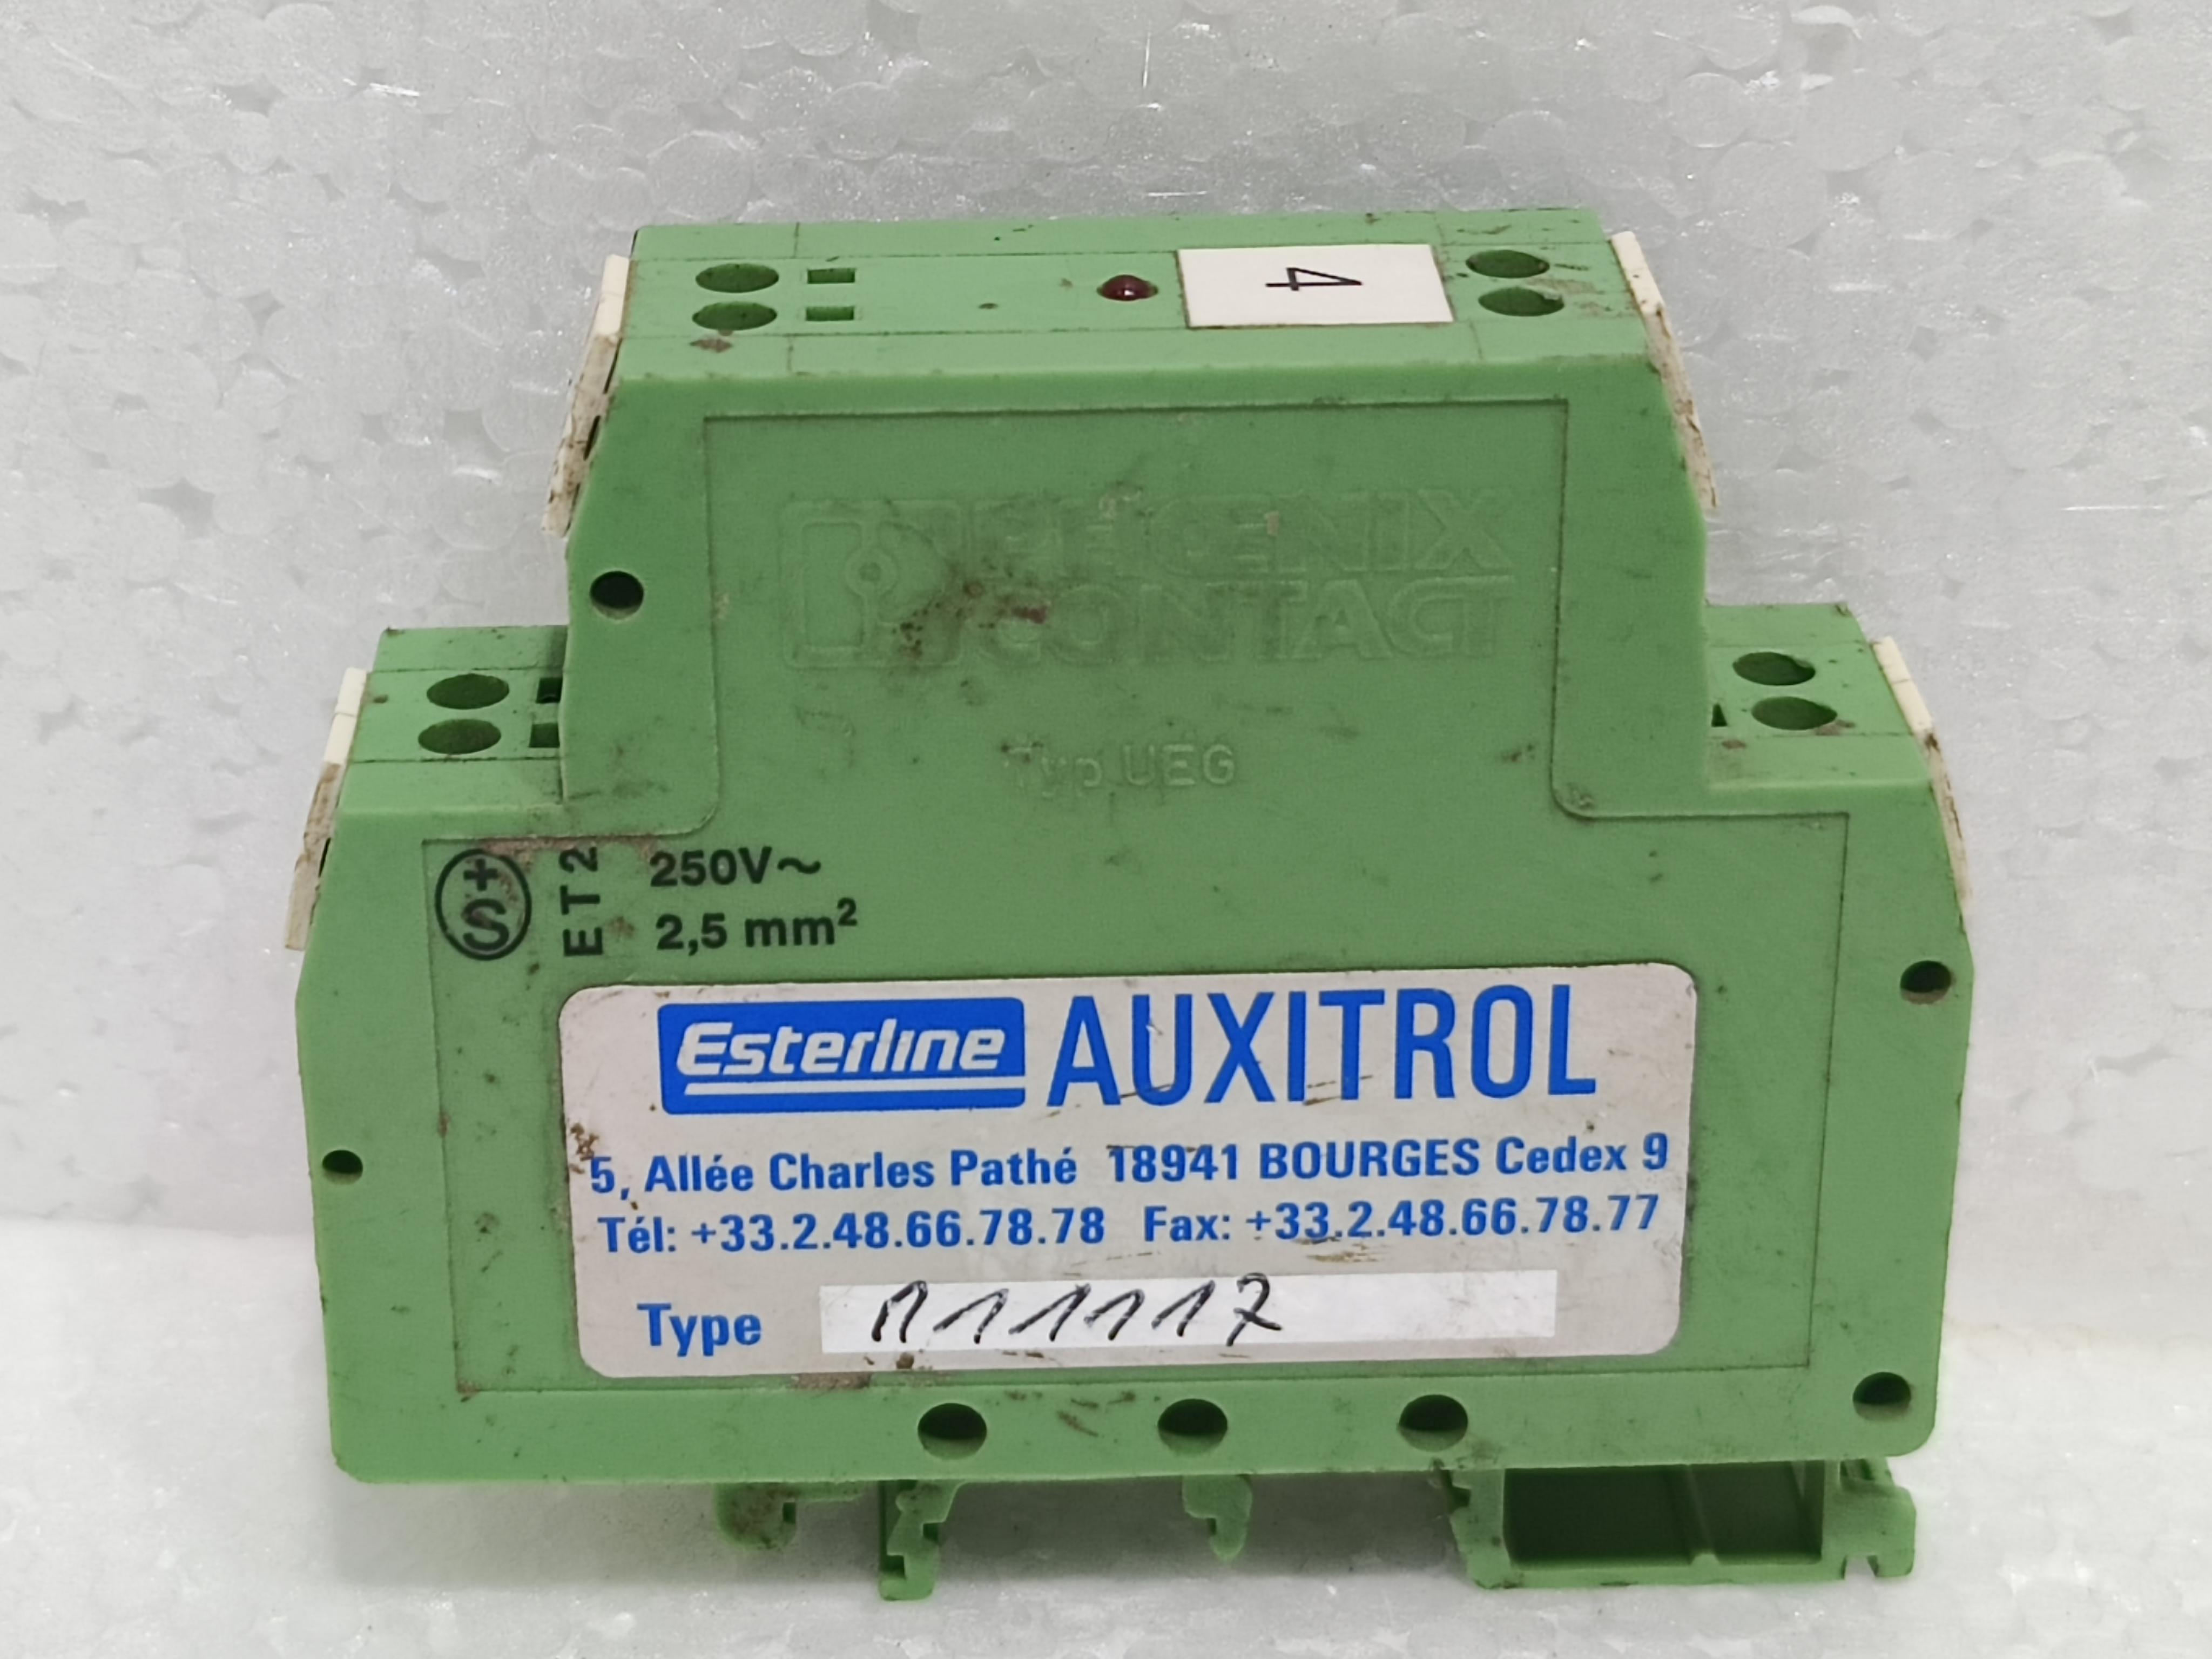 4
PHŒNIX
CONTACT
Typ UEG
+S
ET2
250V~
2,5 mm²
Esterline AUXITROL
5, Allée Charles Pathé 18941 BOURGES Cedex 9
Tél: +33.2.48.66.78.78 Fax: +33.2.48.66.78.77
Type